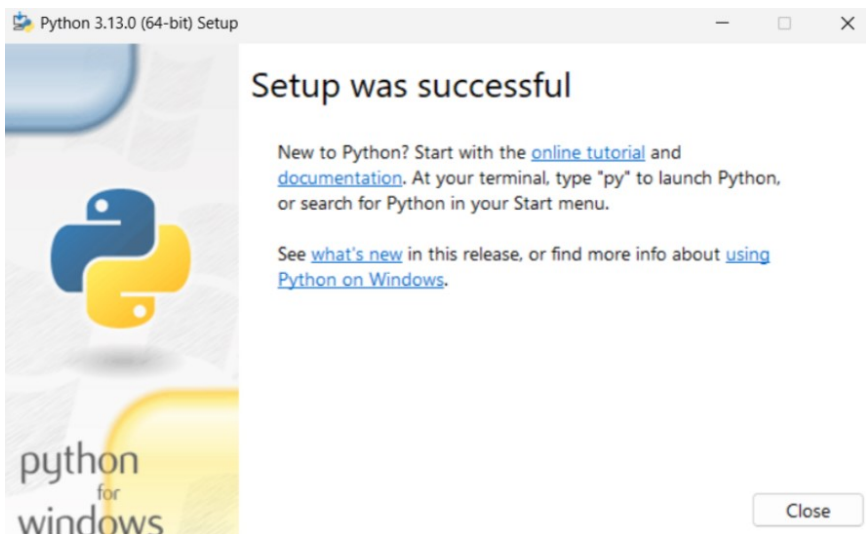 Python 3.13.0 (64-bit) Setup
Setup was successful
New to Python? Start with the online tutorial and
documentation. At your terminal, type "py" to launch Python,
or search for Python in your Start menu.
See what's new in this release, or find more info about using
Python on Windows.
python
for
windows
Close